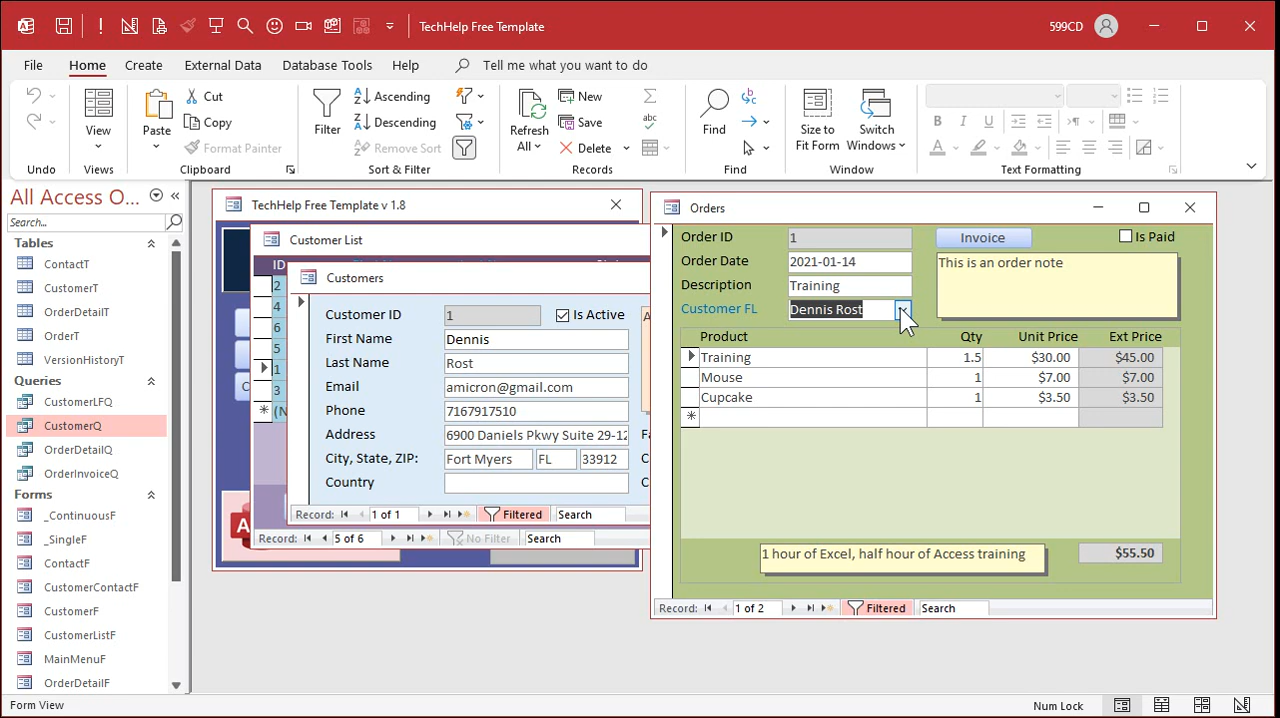 TechHelp Free Template
599CD
File Home Create External Data Database Tools Help Tell me what you want to do
Undo
View
Views
Paste
Cut
Copy
Format Painter
Clipboard
Filter
Ascending
Descending
Remove Sort
Sort & Filter
Refresh All
New
Save
Delete
Records
Find
Find
Size to Fit Form
Switch Windows
Window
B I U
A
Text Formatting
All Access O...
Search...
Tables
ContactT
CustomerT
OrderDetailT
OrderT
VersionHistoryT
Queries
CustomerLFQ
CustomerQ
OrderDetailQ
OrderInvoiceQ
Forms
_ContinuousF
_SingleF
ContactF
CustomerContactF
CustomerF
CustomerListF
MainMenuF
OrderDetailF
TechHelp Free Template v 1.8
Customer List
ID
2
4
6
5
1
3
(N
Record: 5 of 6 No Filter Search
Customers
Customer ID 1 Is Active
First Name Dennis
Last Name Rost
Email amicron@gmail.com
Phone 7167917510
Address 6900 Daniels Pkwy Suite 29-12
City, State, ZIP: Fort Myers FL 33912
Country
Record: 1 of 1 Filtered Search
Orders
Order ID 1 Invoice Is Paid
Order Date 2021-01-14 This is an order note
Description Training
Customer FL Dennis Rost
Product Qty Unit Price Ext Price
Training 1.5 $30.00 $45.00
Mouse 1 $7.00 $7.00
Cupcake 1 $3.50 $3.50
1 hour of Excel, half hour of Access training $55.50
Record: 1 of 2 Filtered Search
Form View
Num Lock